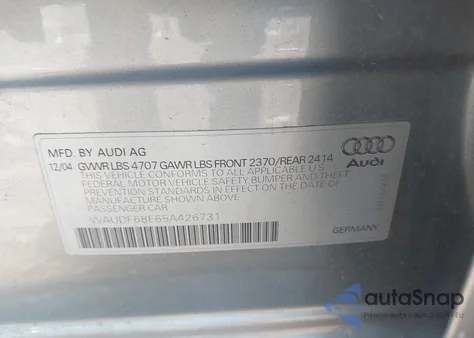 MFD. BY AUDI AG
12/04 GVWR LBS 4707 GAWR LBS FRONT 2370/REAR 2414
THIS VEHICLE CONFORMS TO ALL APPLICABLE U.S.
FEDERAL MOTOR VEHICLE SAFETY BUMPER AND THEFT
PREVENTION STANDARDS IN EFFECT ON THE DATE OF
MANUFACTURE SHOWN ABOVE
PASSENGER CAR
WAUDF68E65A426731
Audi
GERMANY
autoSnap